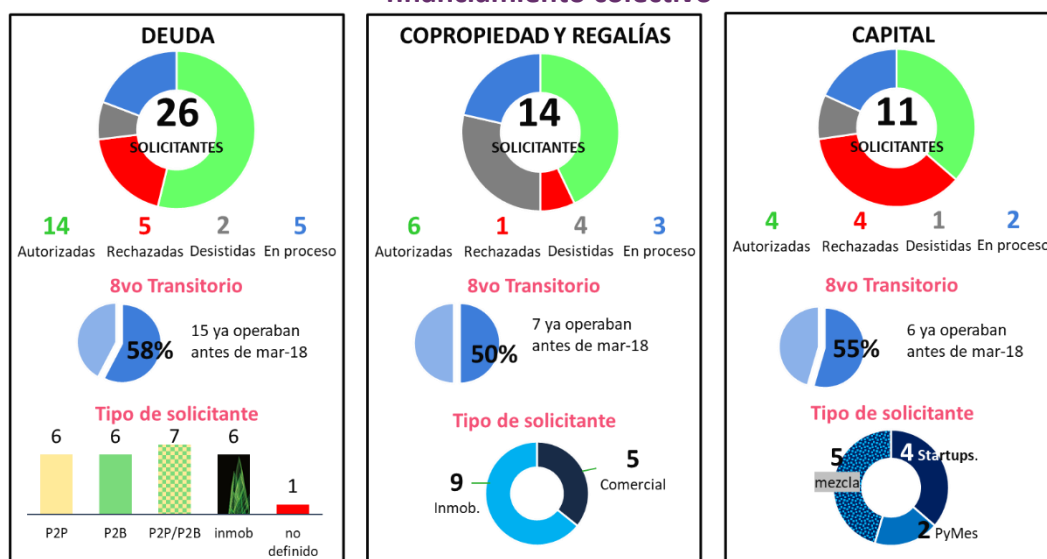 financiamiento colectivo
DEUDA
26
SOLICITANTES
14
5
2
5
Autorizadas
Rechazadas
Desistidas
En proceso
8vo Transitorio
58%
15 ya operaban
antes de mar-18
Tipo de solicitante
6
6
7
6
1
P2P
P2B
P2P/P2B
inmob
no
definido
COPROPIEDAD Y REGALÍAS
14
SOLICITANTES
6
1
4
3
Autorizadas
Rechazadas
Desistidas
En proceso
8vo Transitorio
50%
7 ya operaban
antes de mar-18
Tipo de solicitante
9
Inmob.
5
Comercial
CAPITAL
11
SOLICITANTES
4
4
1
2
Autorizadas
Rechazadas
Desistidas
En proceso
8vo Transitorio
55%
6 ya operaban
antes de mar-18
Tipo de solicitante
5
mezcla
4 Startups.
2 PyMes